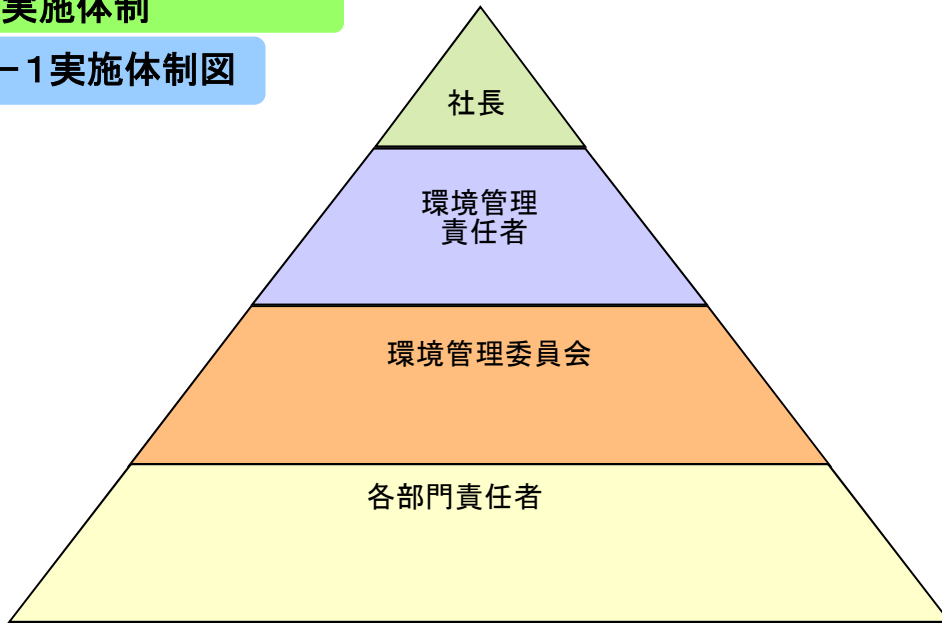 実施体制
－１実施体制図
社長
環境管理
責任者
環境管理委員会
各部門責任者